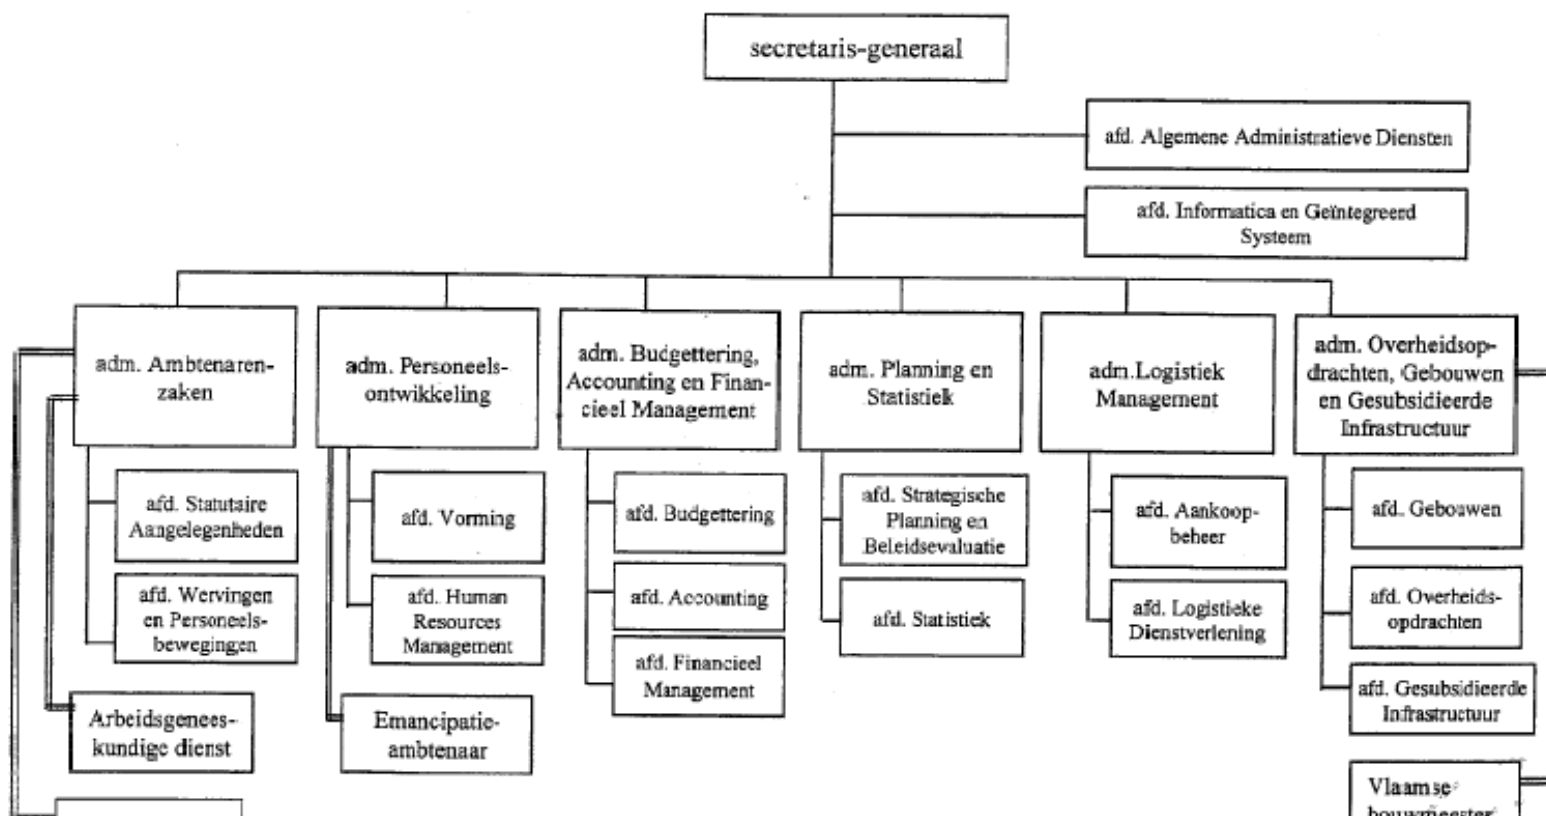 secretaris-generaal
afd. Algemene Administratieve Diensten
afd. Informatica en Geïntegreerd
Systeem
adm. Ambtenaren-
zaken
adm. Personeels-
ontwikkeling
adm. Budgettering,
Accounting en Finan-
cieel Management
adm. Planning en
Statistiek
adm.Logistiek
Management
adm. Overheidsop-
drachten, Gebouwen
en Gesubsidieerde
Infrastructuur
afd. Statutaire
Aangelegenheden
afd. Wervingen
en Personeels-
bewegingen
Arbeidsgenees-
kundige dienst
afd. Vorming
afd. Human
Resources
Management
Emancipatie-
ambtenaar
afd. Budgettering
afd. Accounting
afd. Financieel
Management
afd. Strategische
Planning en
Beleidsevaluatie
afd. Statistiek
afd. Aankoop-
beheer
afd. Logistieke
Dienstverlening
afd. Gebouwen
afd. Overheids-
opdrachten
afd. Gesubsidieerde
Infrastructuur
Vlaamse
bouwmeester